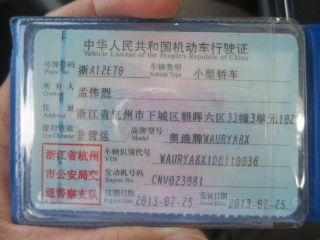 中华人民共和国机动车行驶证
Vehicle License of the People's Republic of China
号牌号码 浙A12E70 车辆类型 小型轿车
Plate No. Vehicle Type
所有人 孟伟烈
Owner
住址 浙江省杭州市下城区朝晖六区33幢3单元102
Address
使用性质 非营运 品牌型号 奥迪牌WAURYA8X
Use Character Model
浙江省杭州
市公安局交
通警察支队
车辆识别代号 WAURYA8X1DB110036
VIN
发动机号码 CNV023081
Engine No.
注册日期 2013-07-25 发证日期 2013-07-25